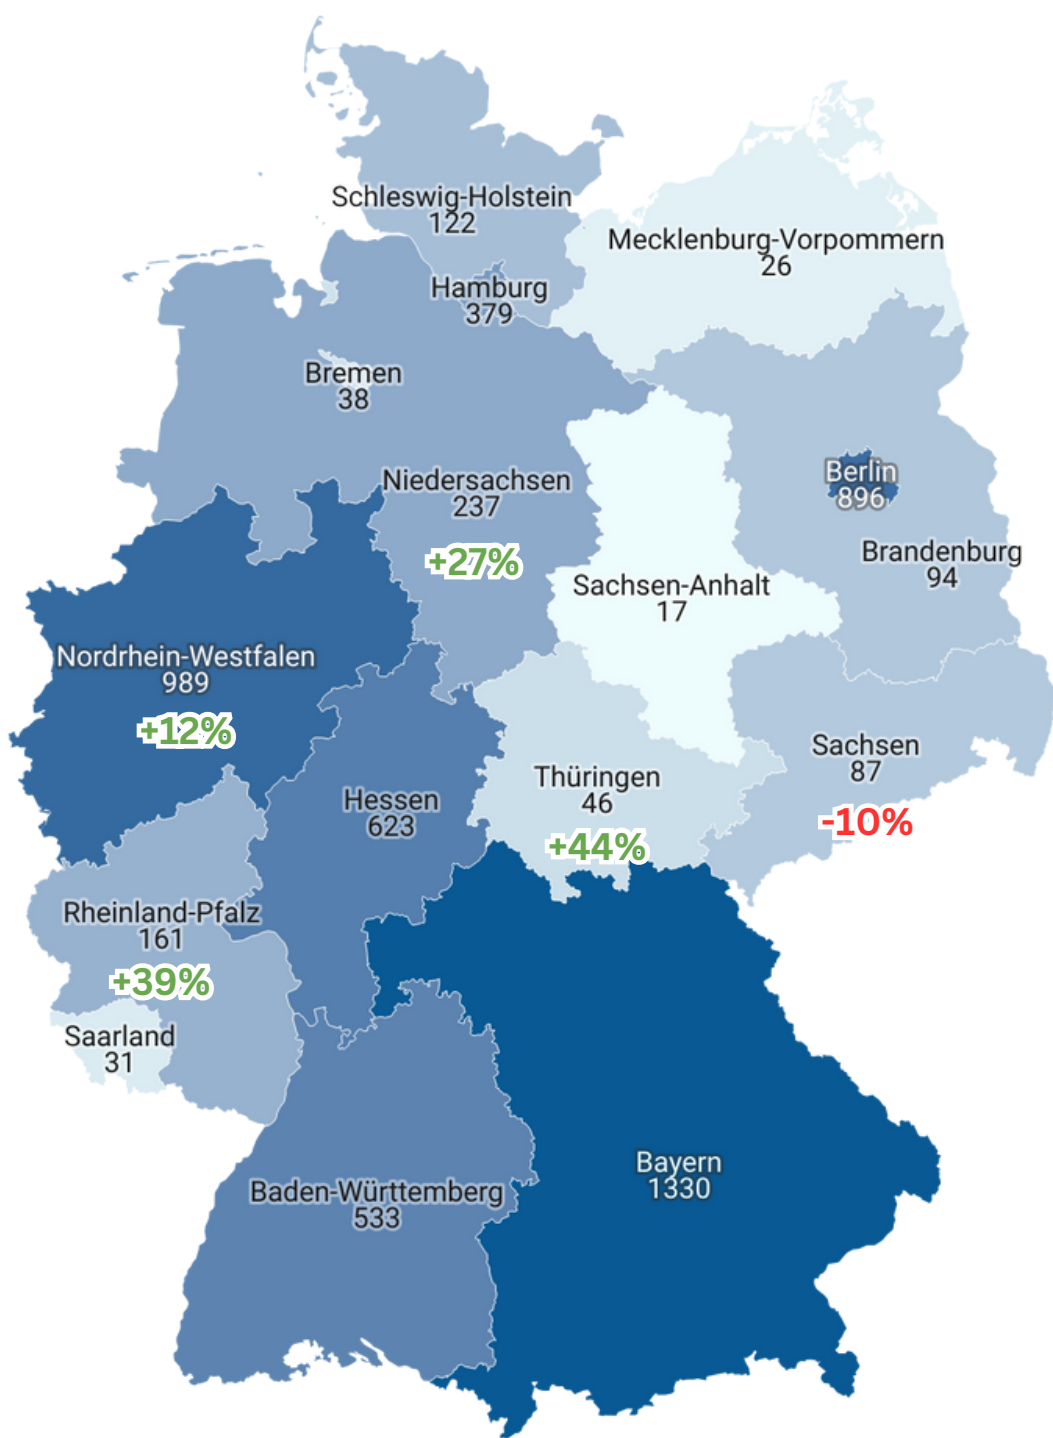 Schleswig-Holstein
122
Mecklenburg-Vorpommern
26
Hamburg
379
Bremen
38
Niedersachsen
237
+27%
Berlin
896
Brandenburg
94
Sachsen-Anhalt
17
Nordrhein-Westfalen
989
+12%
Sachsen
87
-10%
Thüringen
46
+44%
Hessen
623
Rheinland-Pfalz
161
+39%
Saarland
31
Bayern
1330
Baden-Württemberg
533